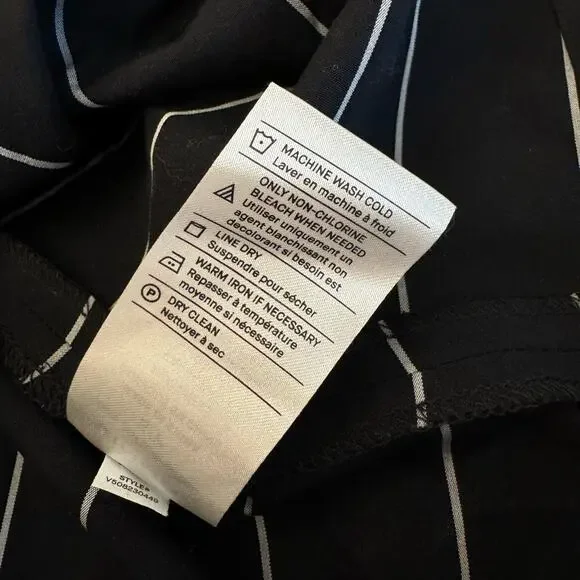 MACHINE WASH COLD
Laver en machine à froid
ONLY NON-CHLORINE
BLEACH WHEN NEEDED
Utiliser uniquement un
agent blanchissant non
decolorant si besoin est
LINE DRY
Suspendre pour sécher
WARM IRON IF NECESSARY
Repasser à température
moyenne si nécessaire
P
DRY CLEAN
Nettoyer à sec
STYLE#
V508230449